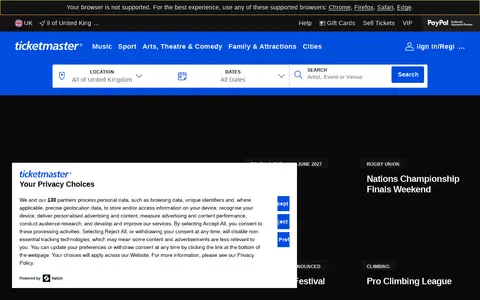 Your browser is not supported. For the best experience, use any of these supported browsers: Chrome, Firefox, Safari, Edge.
UK
ll of United King ...
Help
Gift Cards
Sell Tickets
VIP
PayPal
ticketmaster®
Music
Sport
Arts, Theatre & Comedy
Family & Attractions
Cities
ign in/Regi ...
LOCATION
All of United Kingdom
DATES
All Dates
SEARCH
Artist, Event or Venue
Search
JUNE 2027
RUGBY UNION
Nations Championship
Finals Weekend
ticketmaster®
Your Privacy Choices
We and our 130 partners process personal data, such as browsing data, unique identifiers and, where
applicable, precise geolocation data, to store and/or access information on your device, recognise your
device, deliver personalised advertising and content, measure advertising and content performance,
conduct audience research, and develop and improve our services. By selecting Accept All, you consent to
these processing activities. Selecting Reject All, or withdrawing your consent at any time, will disable non-
essential tracking technologies, which may mean some content and advertisements are less relevant to
you. You can update your preferences or withdraw consent at any time by clicking the link at the bottom
of the webpage. Your choices will apply across our Website. For more information, please see our Privacy
Policy.
cept
ject
Pref
Powered by Ketch
NOUNCED
Festival
CLIMBING
Pro Climbing League